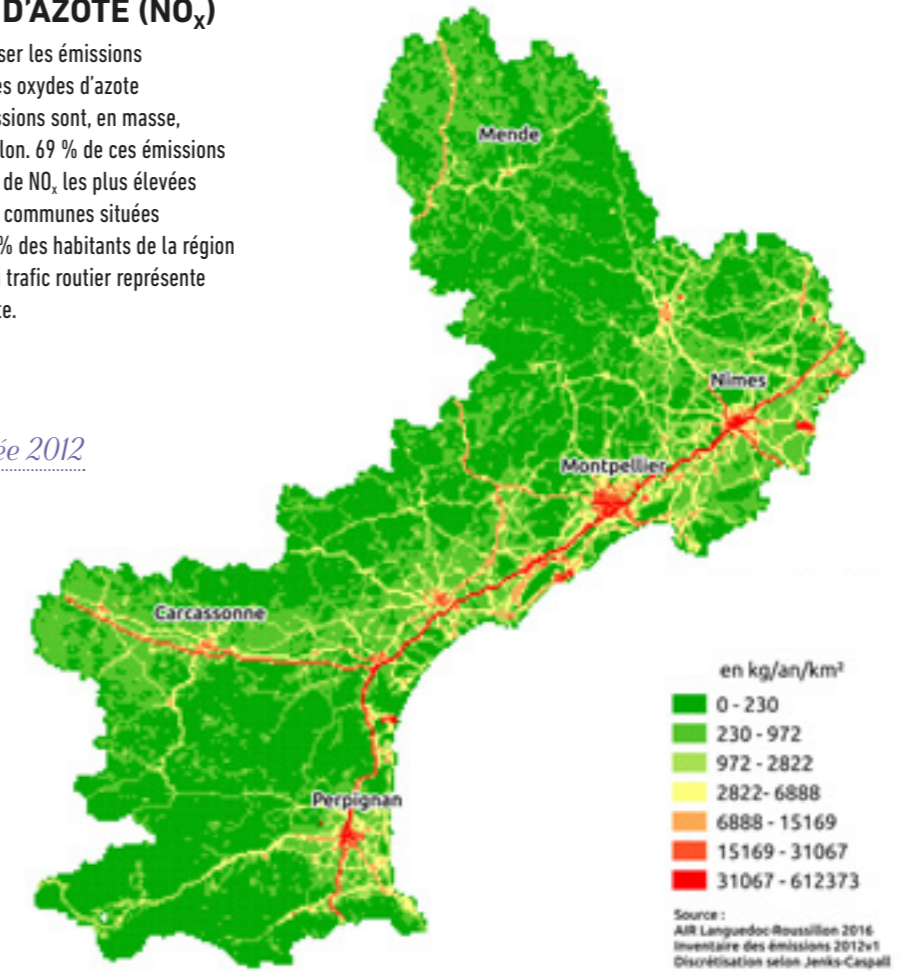 D'AZOTE (NOx)
ser les émissions
es oxydes d'azote
ssions sont, en masse,
lon. 69 % de ces émissions
de NOx les plus élevées
communes situées
% des habitants de la région
trafic routier représente
te.
ée 2012
Mende
Nîmes
Montpellier
Carcassonne
Perpignan
en kg/an/km²
0 - 230
230 - 972
972 - 2822
2822- 6888
6888 - 15169
15169 - 31067
31067 - 612373
Source :
AIR Languedoc-Roussillon 2016
Inventaire des émissions 2012v1
Discrétisation selon Jenks-Caspall